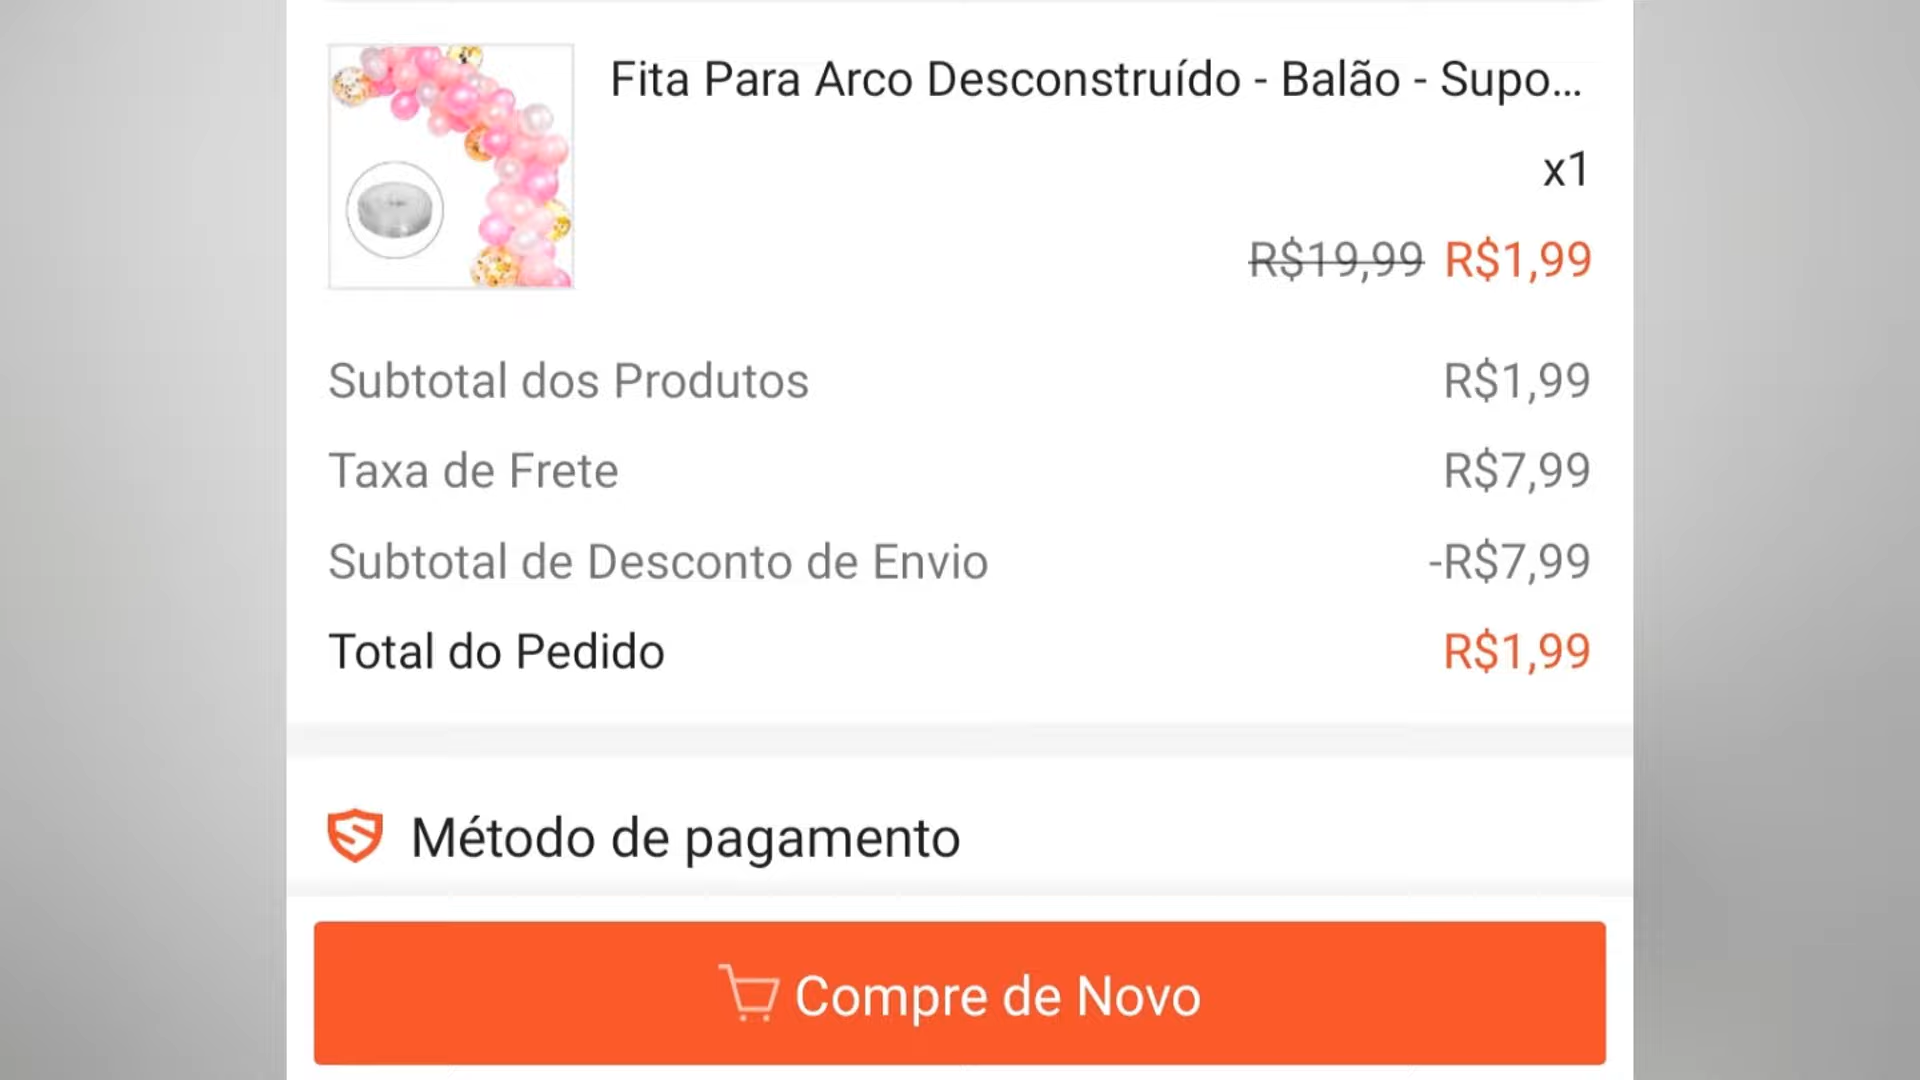 Fita Para Arco Desconstruído - Balão - Supo...
x1
R$19,99 R$1,99
Subtotal dos Produtos R$1,99
Taxa de Frete R$7,99
Subtotal de Desconto de Envio -R$7,99
Total do Pedido R$1,99
Método de pagamento
Compre de Novo